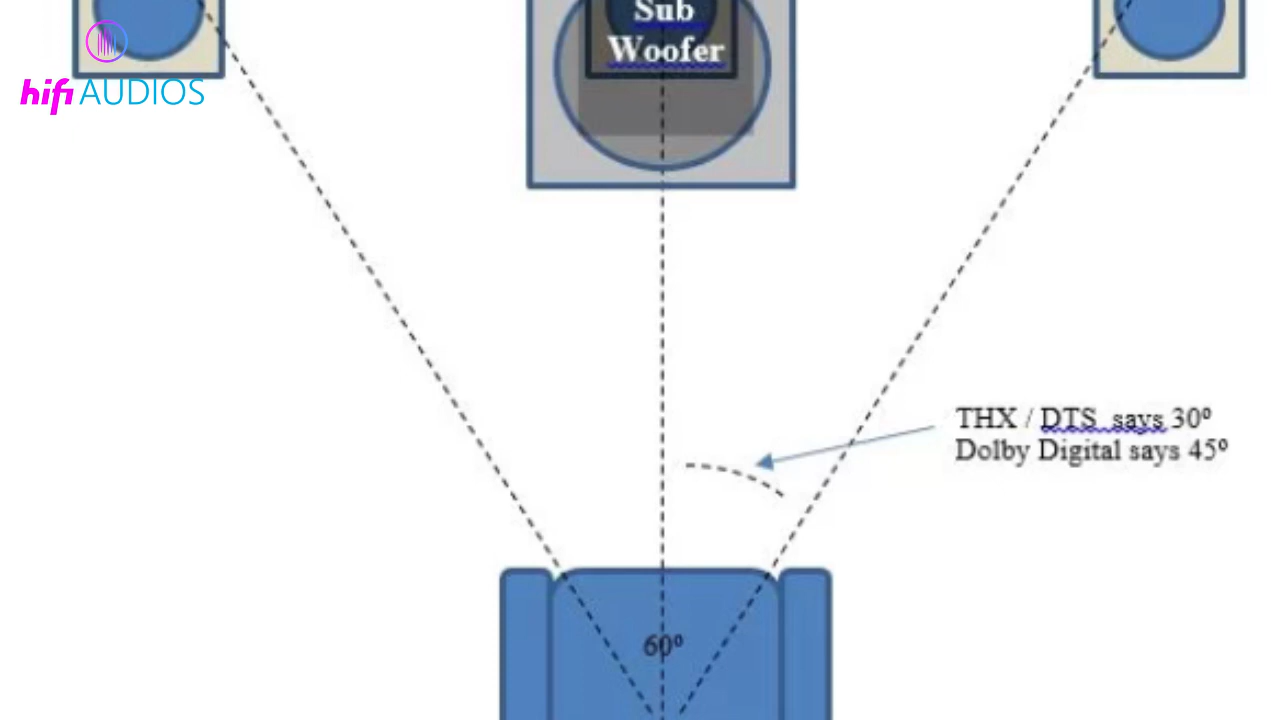 Sub
Woofer
hifi AUDIOS
THX / DTS says 30º
Dolby Digital says 45º
60º